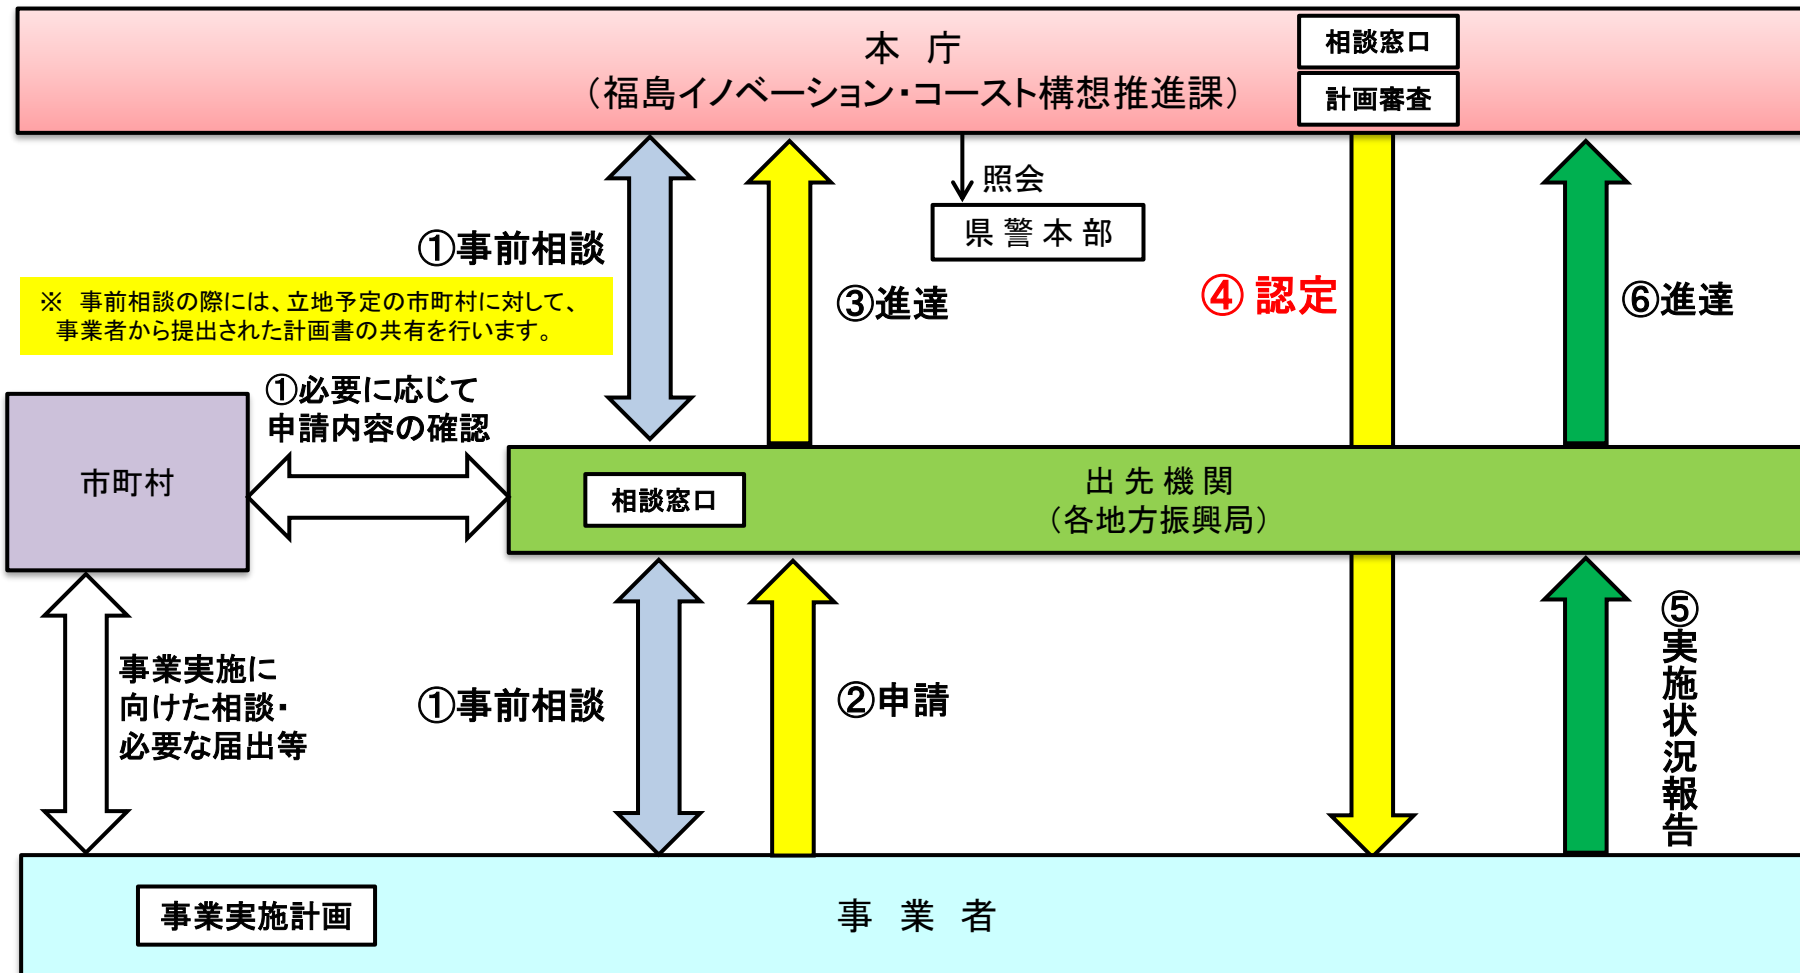 本 庁
（福島イノベーション・コースト構想推進課）
相談窓口
計画審査
照会
県 警 本 部
①事前相談
※ 事前相談の際には、立地予定の市町村に対して、
事業者から提出された計画書の共有を行います。
③進達
④ 認定
⑥進達
①必要に応じて
申請内容の確認
市町村
相談窓口
出 先 機 関
（各地方振興局）
事業実施に
向けた相談・
必要な届出等
①事前相談
②申請
⑤実施状況報告
事業実施計画
事 業 者